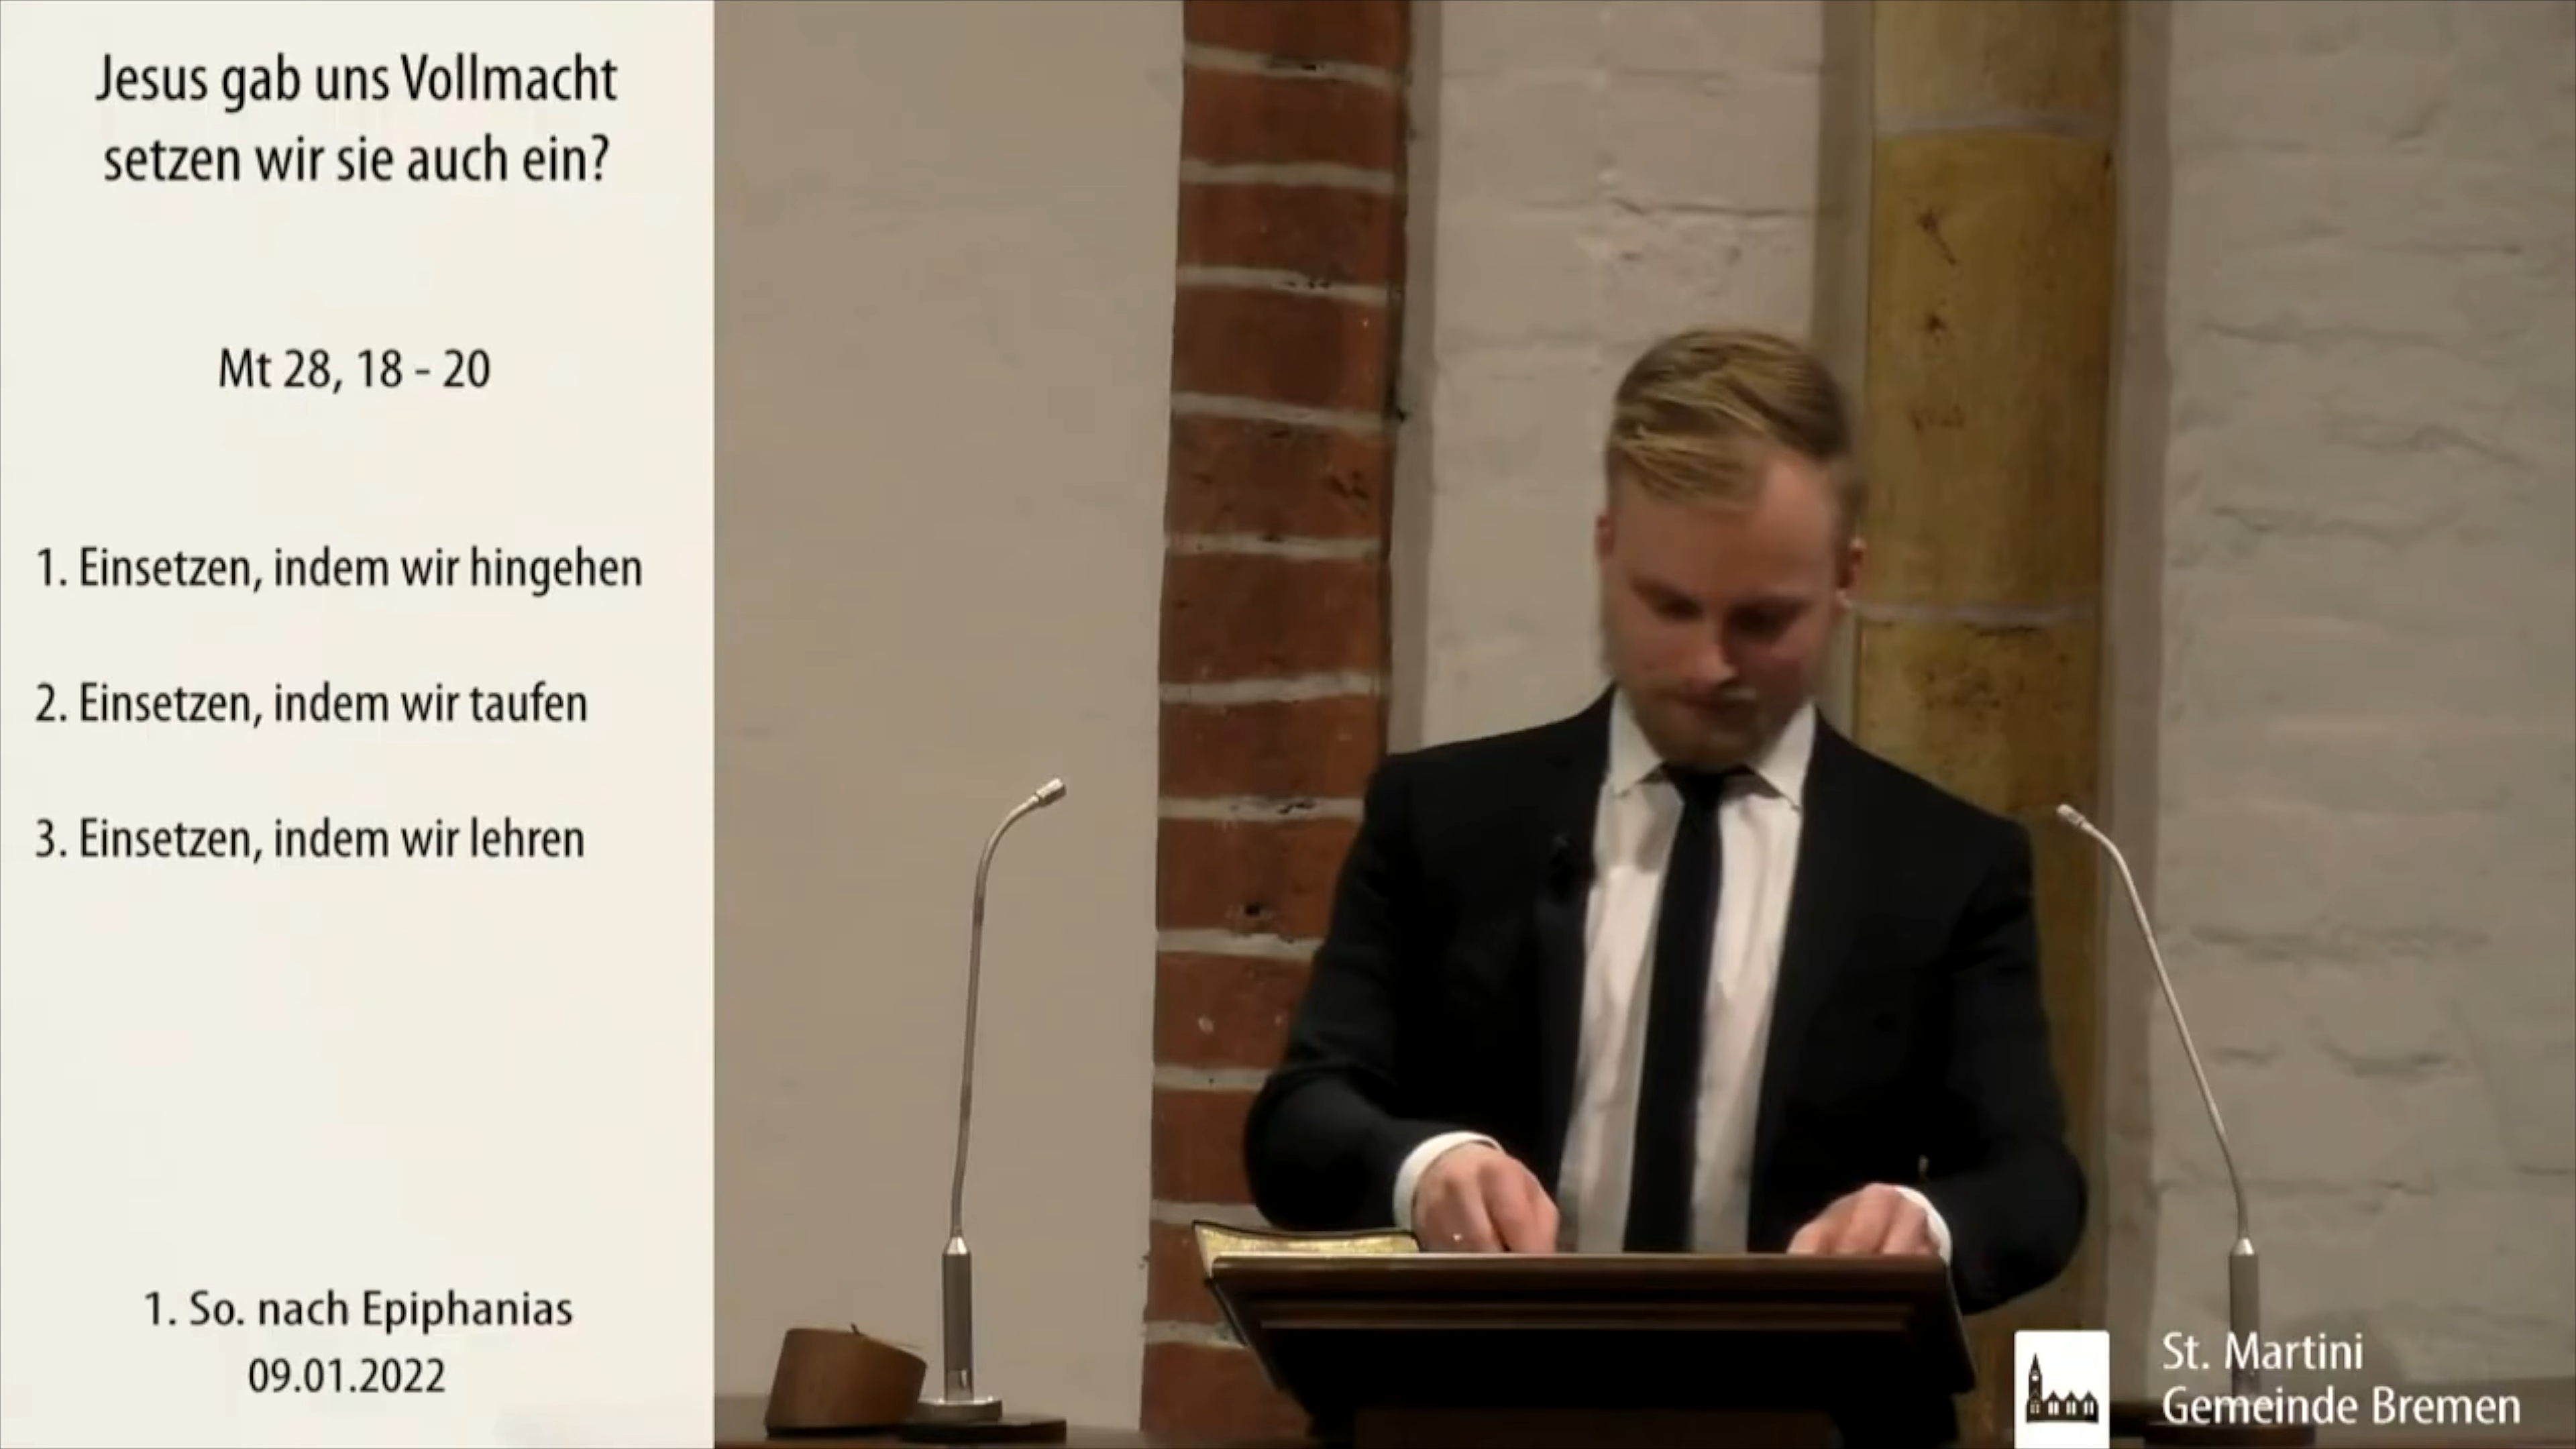 Jesus gab uns Vollmacht
setzen wir sie auch ein?
Mt 28, 18 - 20
1. Einsetzen, indem wir hingehen
2. Einsetzen, indem wir taufen
3. Einsetzen, indem wir lehren
1. So. nach Epiphanias
09.01.2022
St. Martini
Gemeinde Bremen